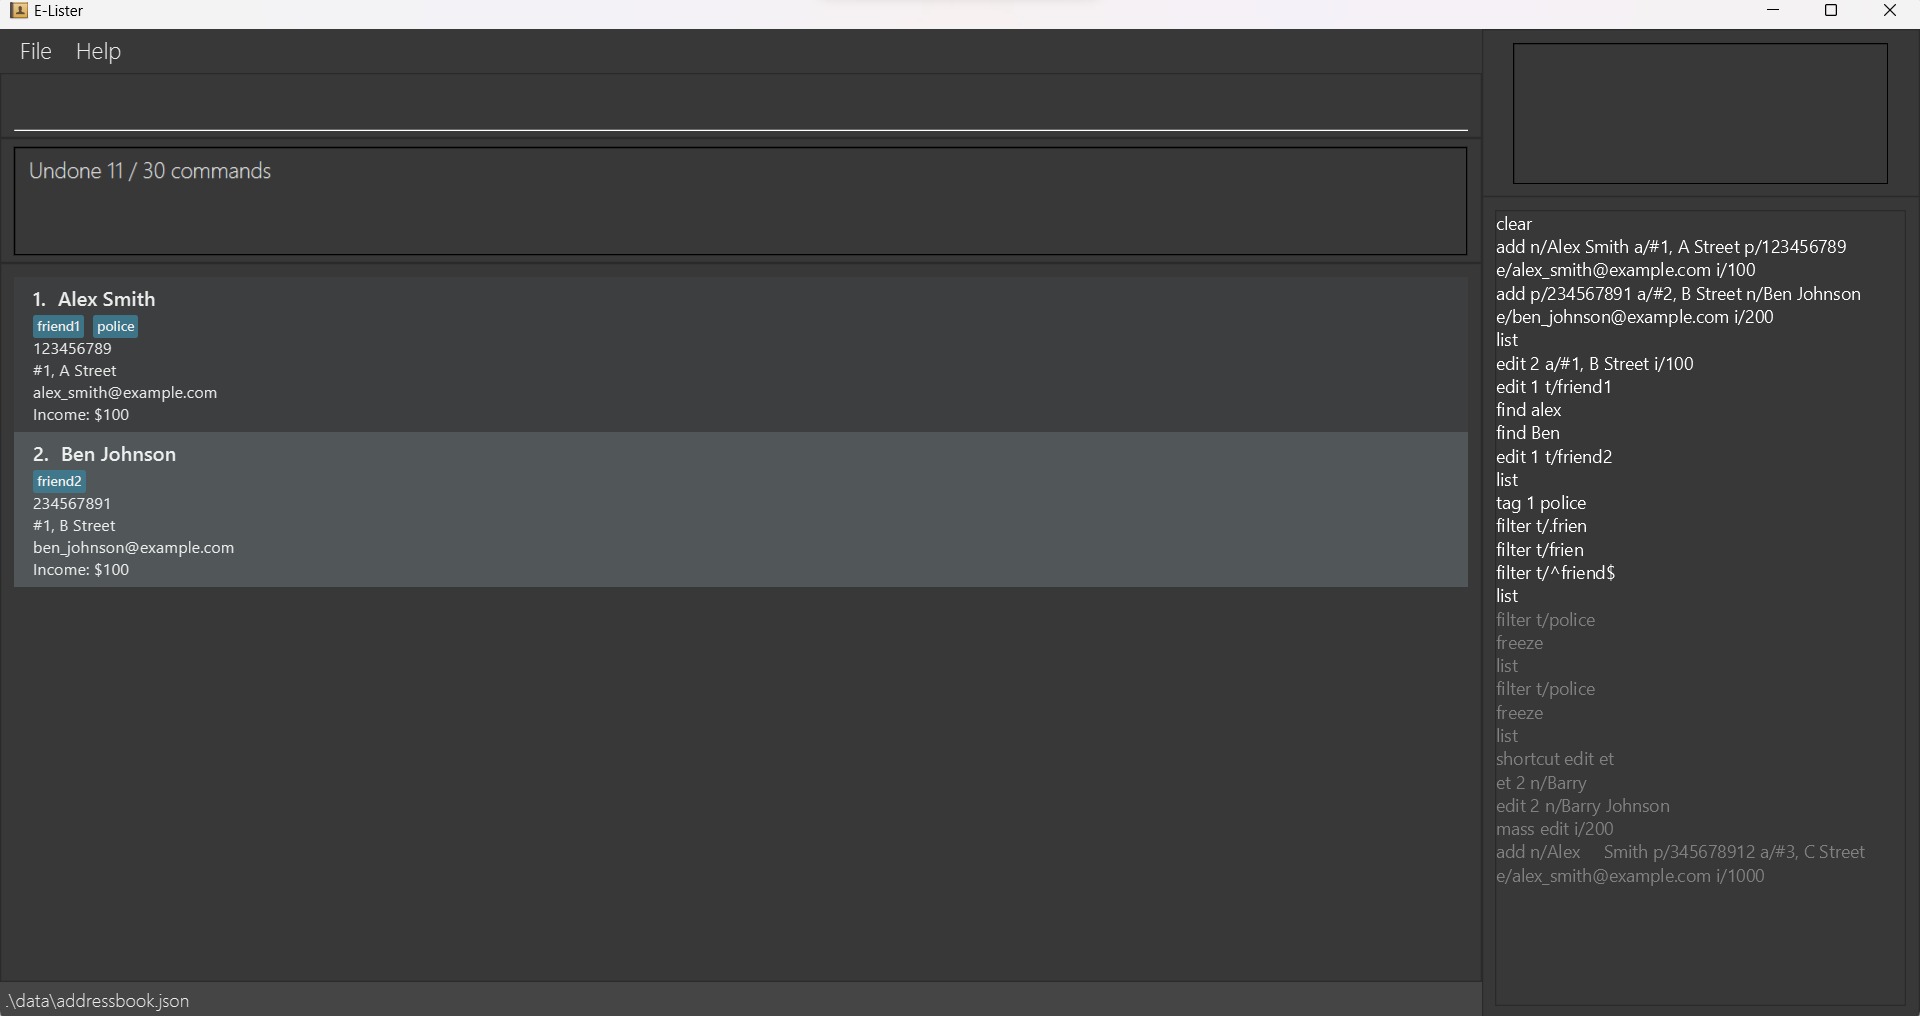 E-Lister
File Help
Undone 11 / 30 commands
1. Alex Smith
friend1 police
123456789
#1, A Street
alex_smith@example.com
Income: $100
2. Ben Johnson
friend2
234567891
#1, B Street
ben_johnson@example.com
Income: $100
.\data\addressbook.json
clear
add n/Alex Smith a/#1, A Street p/123456789
e/alex_smith@example.com i/100
add p/234567891 a/#2, B Street n/Ben Johnson
e/ben_johnson@example.com i/200
list
edit 2 a/#1, B Street i/100
edit 1 t/friend1
find alex
find Ben
edit 1 t/friend2
list
tag 1 police
filter t/.frien
filter t/frien
filter t/^friend$
list
filter t/police
freeze
list
filter t/police
freeze
list
shortcut edit et
et 2 n/Barry
edit 2 n/Barry Johnson
mass edit i/200
add n/Alex     Smith p/345678912 a/#3, C Street
e/alex_smith@example.com i/1000